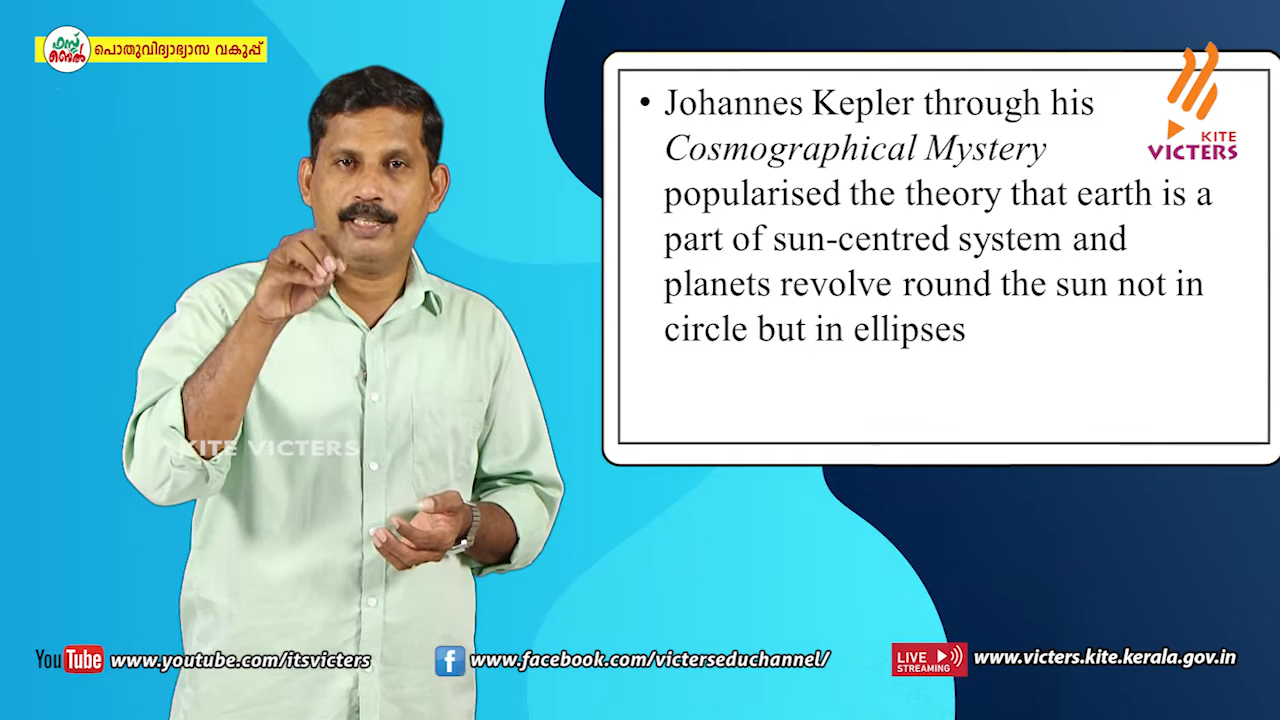 ഫസ്റ്റ്
ബെൽ
പൊതുവിദ്യാഭ്യാസ വകുപ്പ്
• Johannes Kepler through his
Cosmographical Mystery
popularised the theory that earth is a
part of sun-centred system and
planets revolve round the sun not in
circle but in ellipses
KITE
VICTERS
KITE VICTERS
YouTube www.youtube.com/itsvicters
f www.facebook.com/victerseduchannel/
LIVE
STREAMING
www.victers.kite.kerala.gov.in